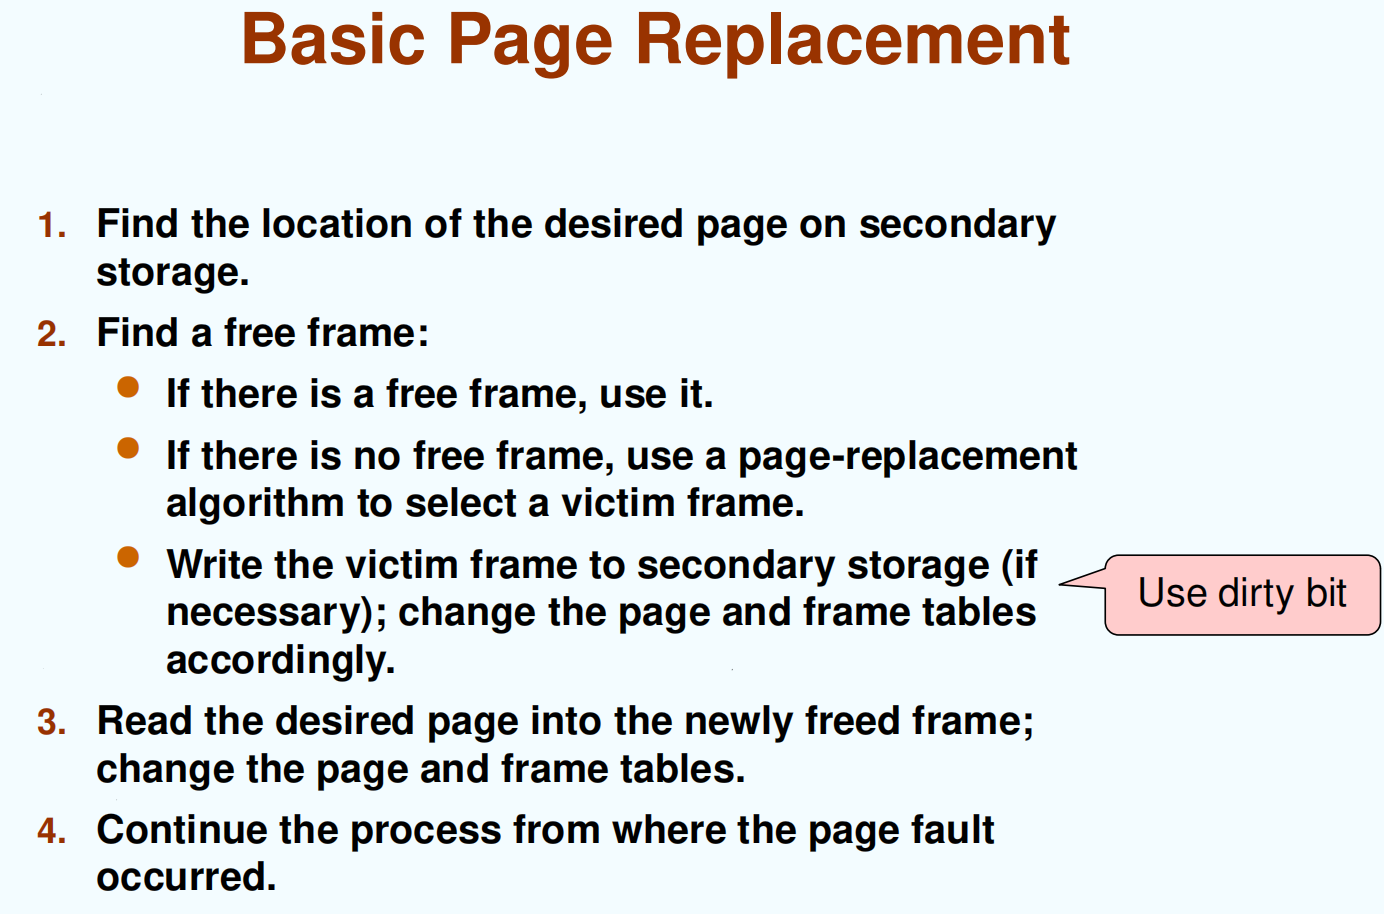 Basic Page Replacement
1. Find the location of the desired page on secondary
storage.
2. Find a free frame:
● If there is a free frame, use it.
● If there is no free frame, use a page-replacement
algorithm to select a victim frame.
● Write the victim frame to secondary storage (if
necessary); change the page and frame tables
accordingly.
Use dirty bit
3. Read the desired page into the newly freed frame;
change the page and frame tables.
4. Continue the process from where the page fault
occurred.